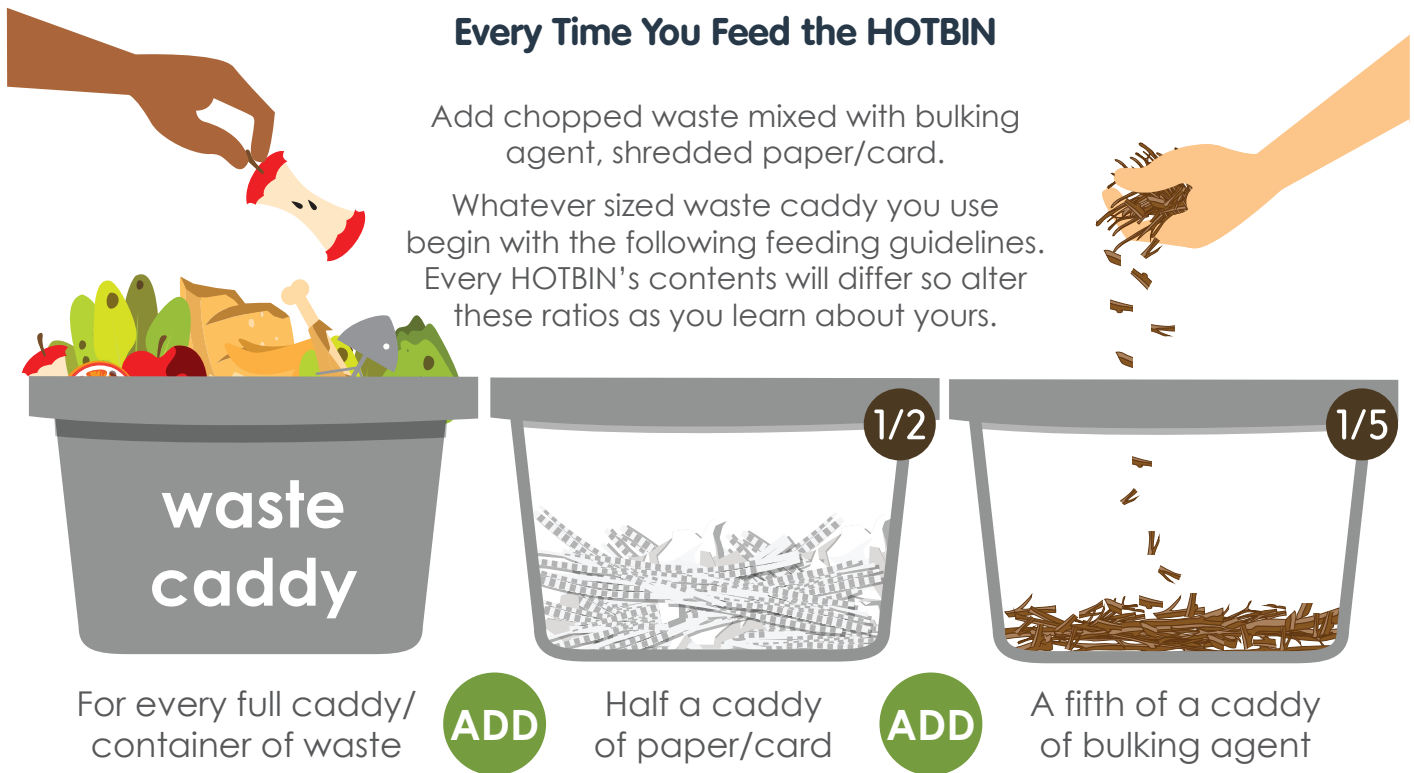 Every Time You Feed the HOTBIN
Add chopped waste mixed with bulking
agent, shredded paper/card.
Whatever sized waste caddy you use
begin with the following feeding guidelines.
Every HOTBIN’s contents will differ so alter
these ratios as you learn about yours.
waste
caddy
1/2
1/5
For every full caddy/
container of waste
ADD
Half a caddy
of paper/card
ADD
A fifth of a caddy
of bulking agent